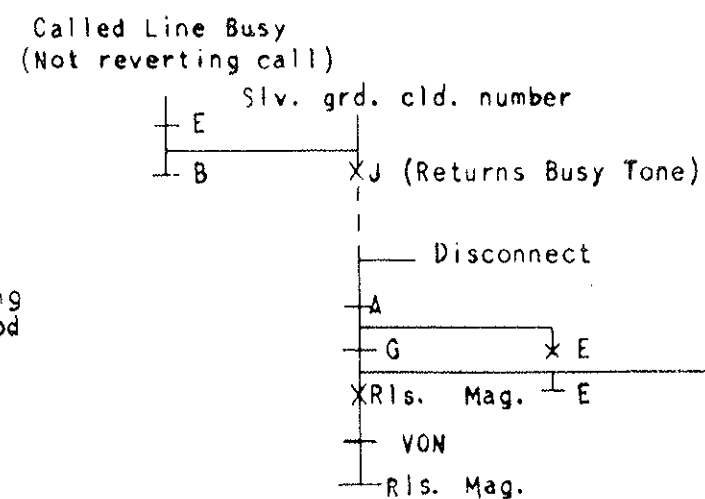 Called Line Busy
(Not reverting call)
Slv. grd. cld. number
E
B
J (Returns Busy Tone)
Disconnect
A
G
E
Rls. Mag.
E
VON
Rls. Mag.